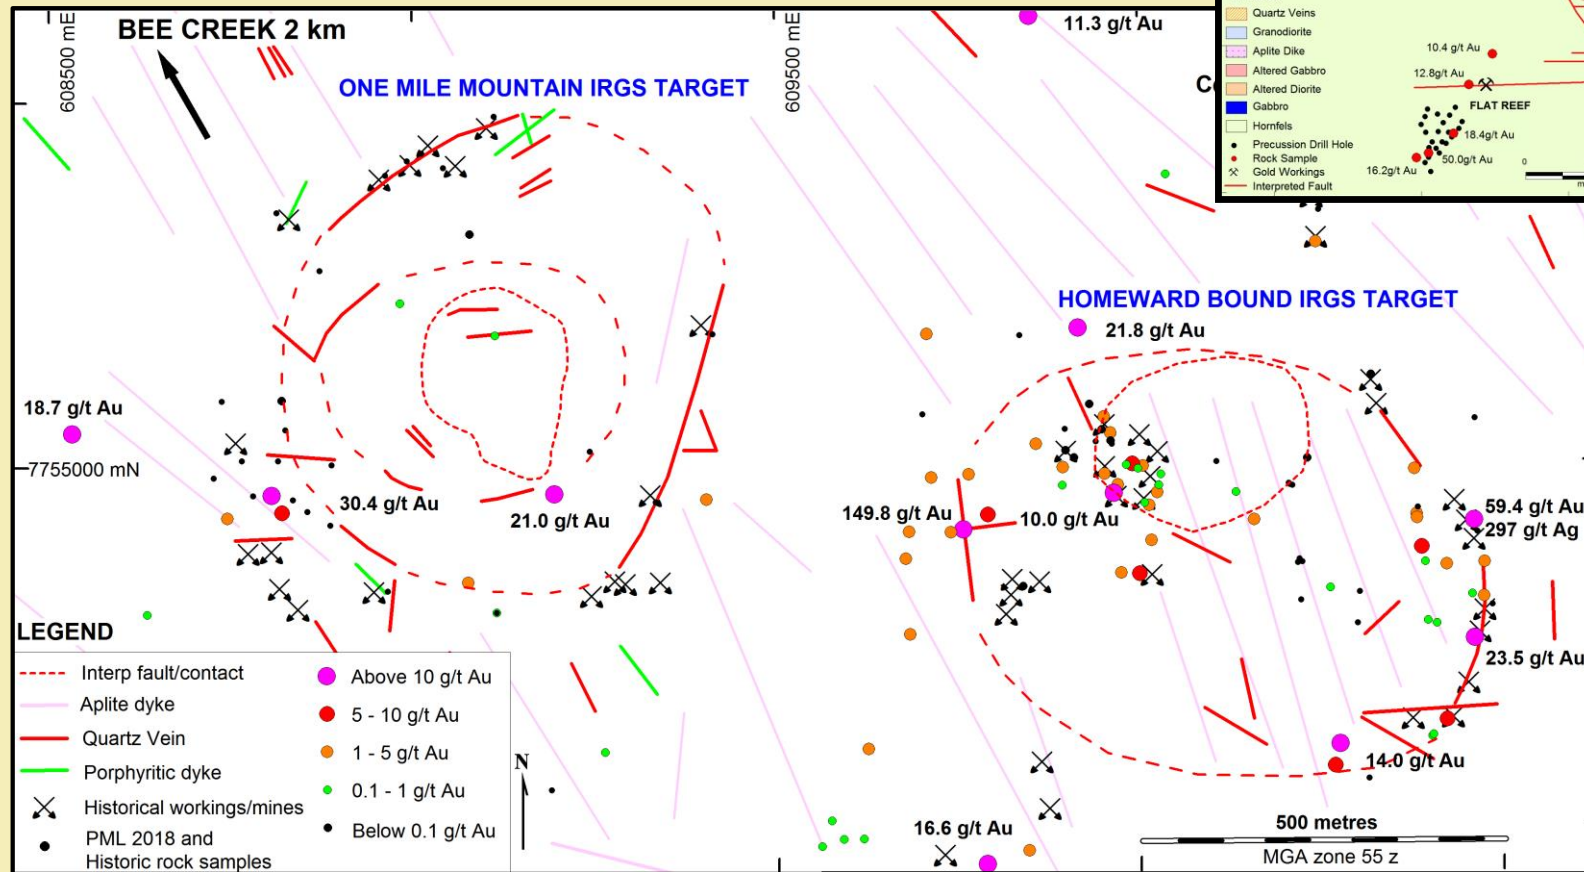 608500 mE
BEE CREEK 2 km
ONE MILE MOUNTAIN IRGS TARGET
609500 mE
11.3 g/t Au
Quartz Veins
Granodiorite
Aplite Dike
Altered Gabbro
Altered Diorite
Gabbro
Hornfels
Precussion Drill Hole
Rock Sample
Gold Workings
Interpreted Fault
10.4 g/t Au
12.8g/t Au
FLAT REEF
18.4g/t Au
50.0g/t Au
16.2g/t Au
0
HOMEWARD BOUND IRGS TARGET
21.8 g/t Au
18.7 g/t Au
7755000 mN
30.4 g/t Au
21.0 g/t Au
149.8 g/t Au
10.0 g/t Au
59.4 g/t Au
297 g/t Ag
23.5 g/t Au
14.0 g/t Au
16.6 g/t Au
LEGEND
Interp fault/contact
Aplite dyke
Quartz Vein
Porphyritic dyke
Historical workings/mines
PML 2018 and
Historic rock samples
Above 10 g/t Au
5 - 10 g/t Au
1 - 5 g/t Au
0.1 - 1 g/t Au
Below 0.1 g/t Au
N
500 metres
MGA zone 55 z